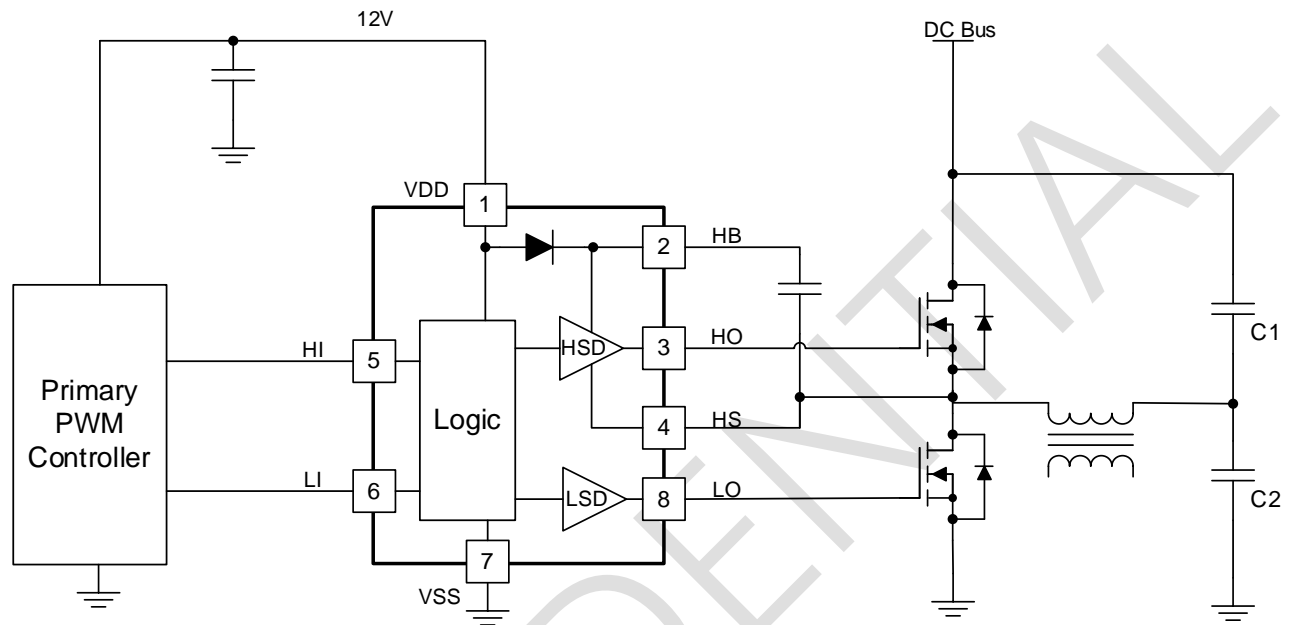 12V
DC Bus
VDD
1
2
HB
HI
5
HSD
3
HO
C1
Primary
PWM
Controller
Logic
4
HS
LI
6
LSD
8
LO
C2
7
VSS
DENTIAL